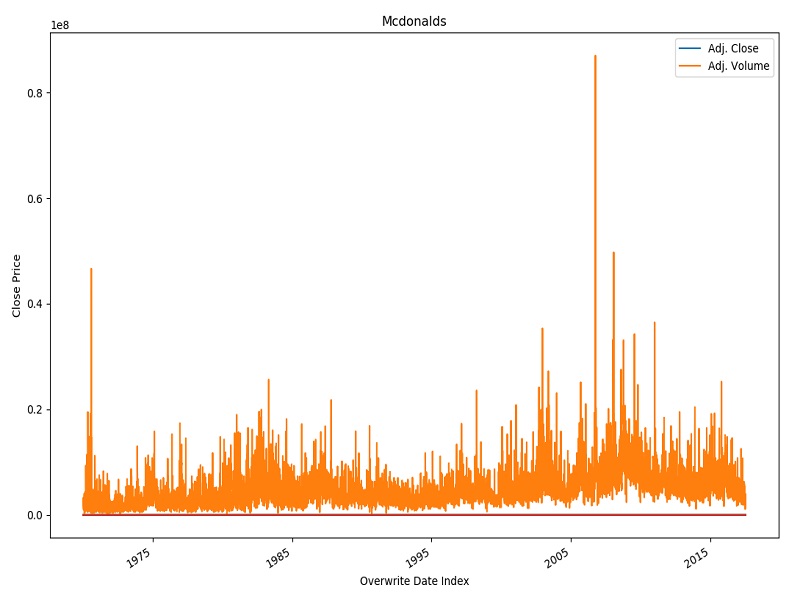 Mcdonalds
1e8
Adj. Close
Adj. Volume
0.8
0.6
0.4
0.2
0.0
Close Price
1975
1985
1995
2005
2015
Overwrite Date Index